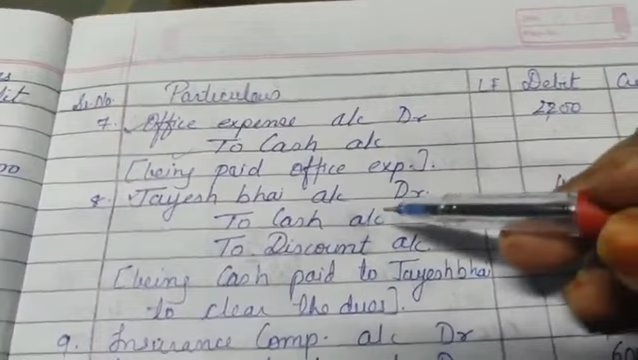 Sr.No. Particulars LF Debit
7. Office expense a/c Dr 2700
To Cash a/c
[being paid office exp.].
8. Jayesh bhai a/c Dr.
To Cash a/c
To Discount a/c
[being Cash paid to Jayeshbhai
to clear the dues].
9. Insurance Comp. a/c Dr